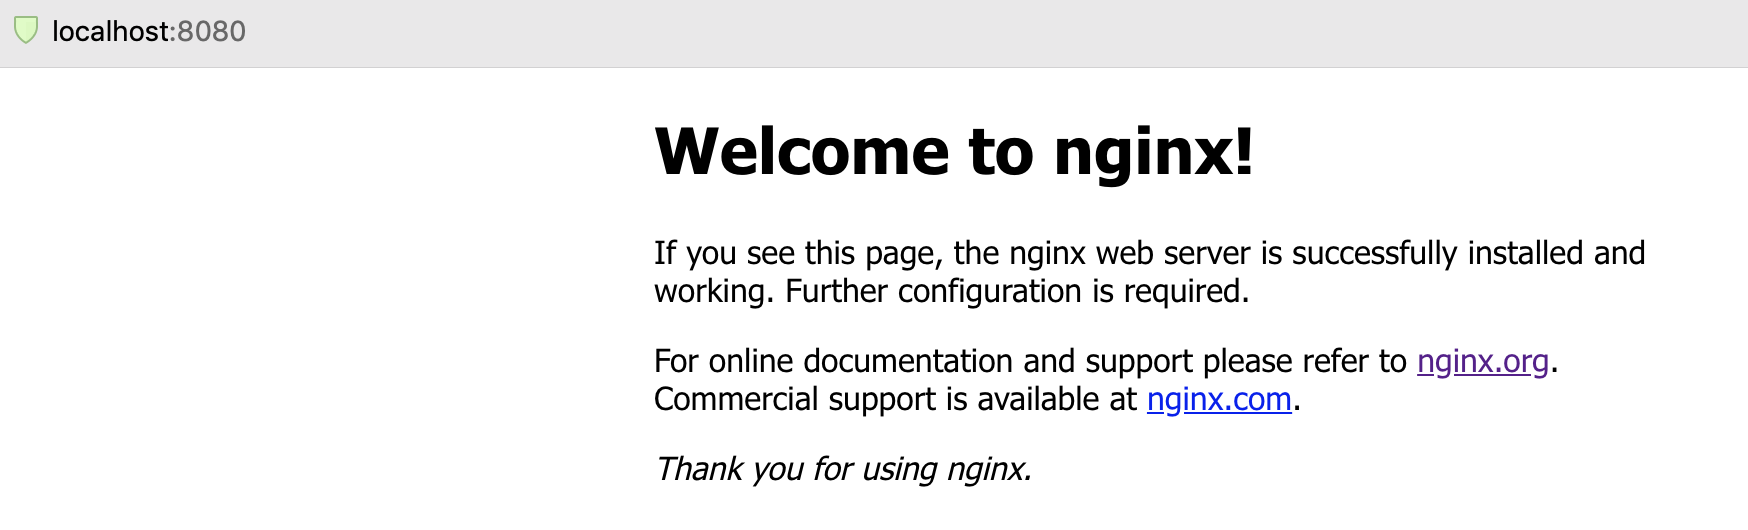 localhost:8080
Welcome to nginx!
If you see this page, the nginx web server is successfully installed and
working. Further configuration is required.
For online documentation and support please refer to nginx.org.
Commercial support is available at nginx.com.
Thank you for using nginx.